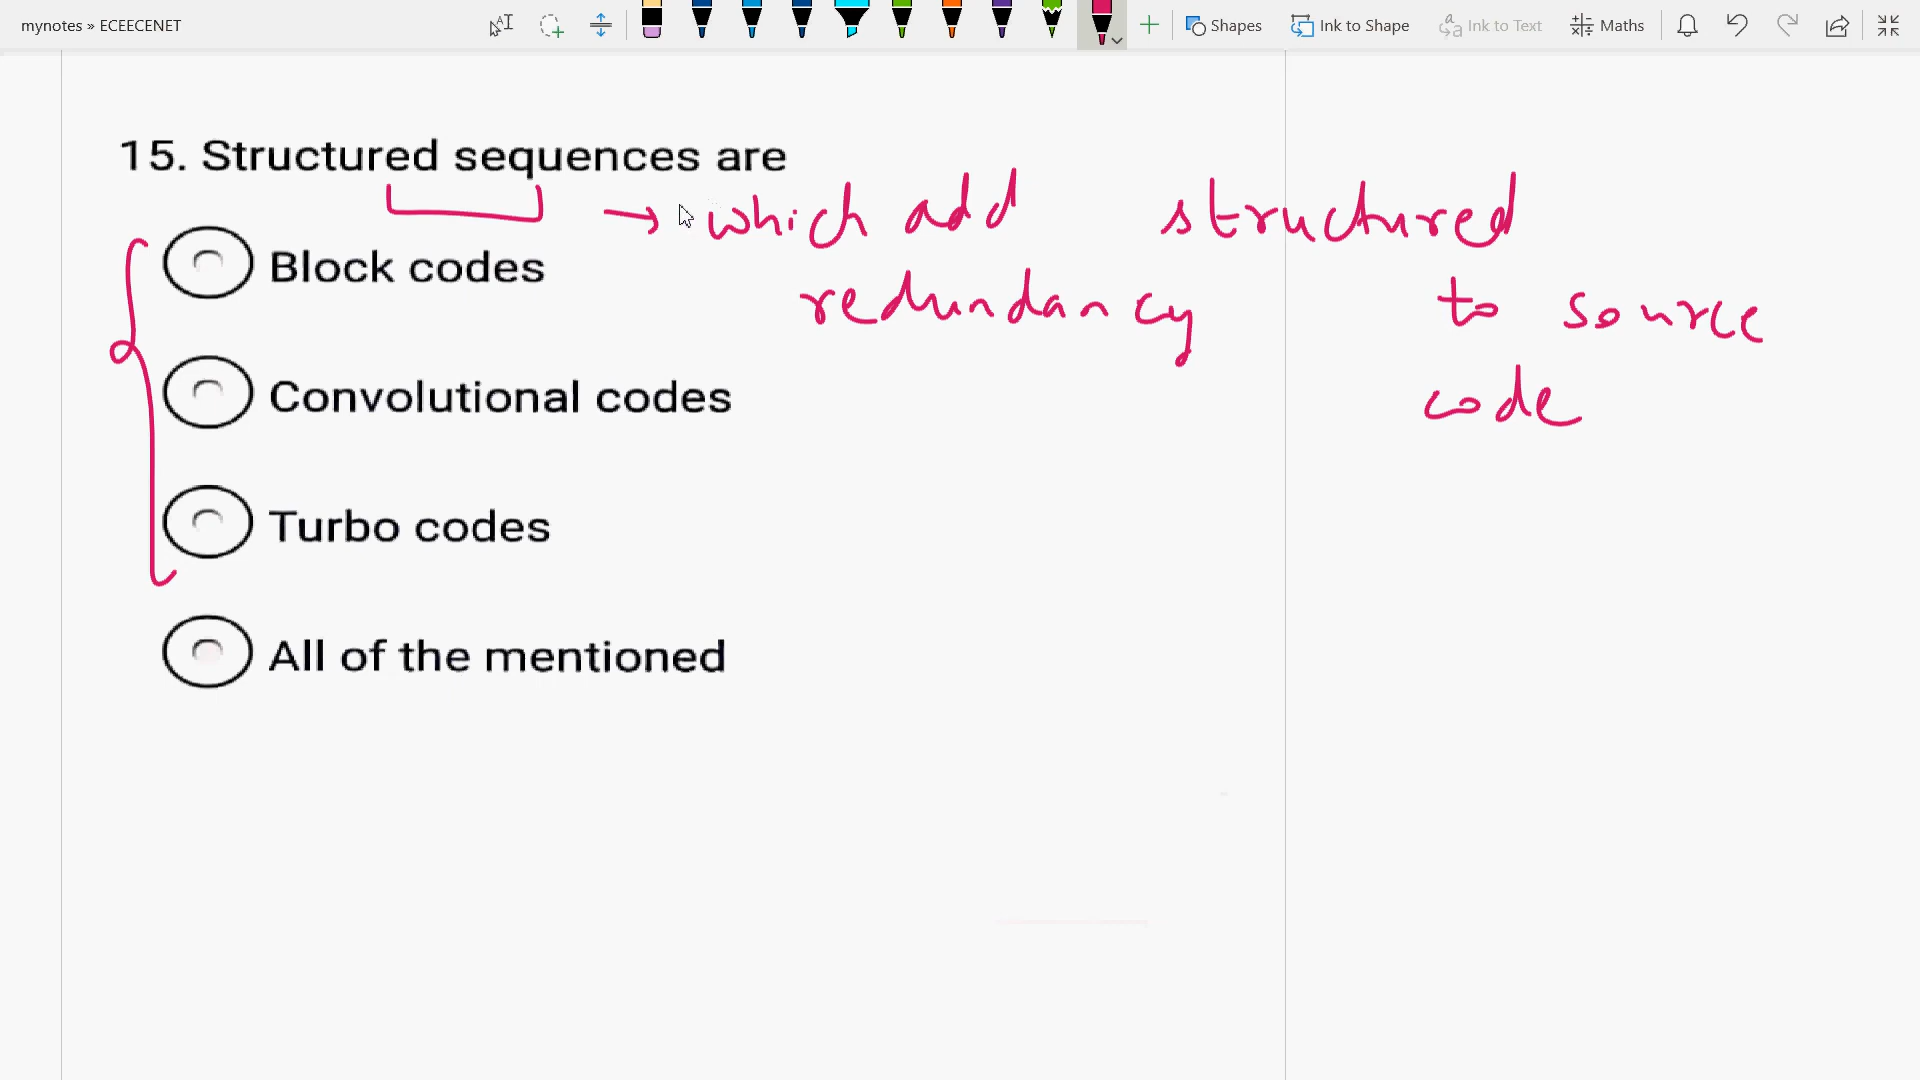 mynotes » ECEECENET
Shapes
Ink to Shape
Ink to Text
Maths
15. Structured sequences are
→ which add structured
redundancy to source
code
Block codes
Convolutional codes
Turbo codes
All of the mentioned